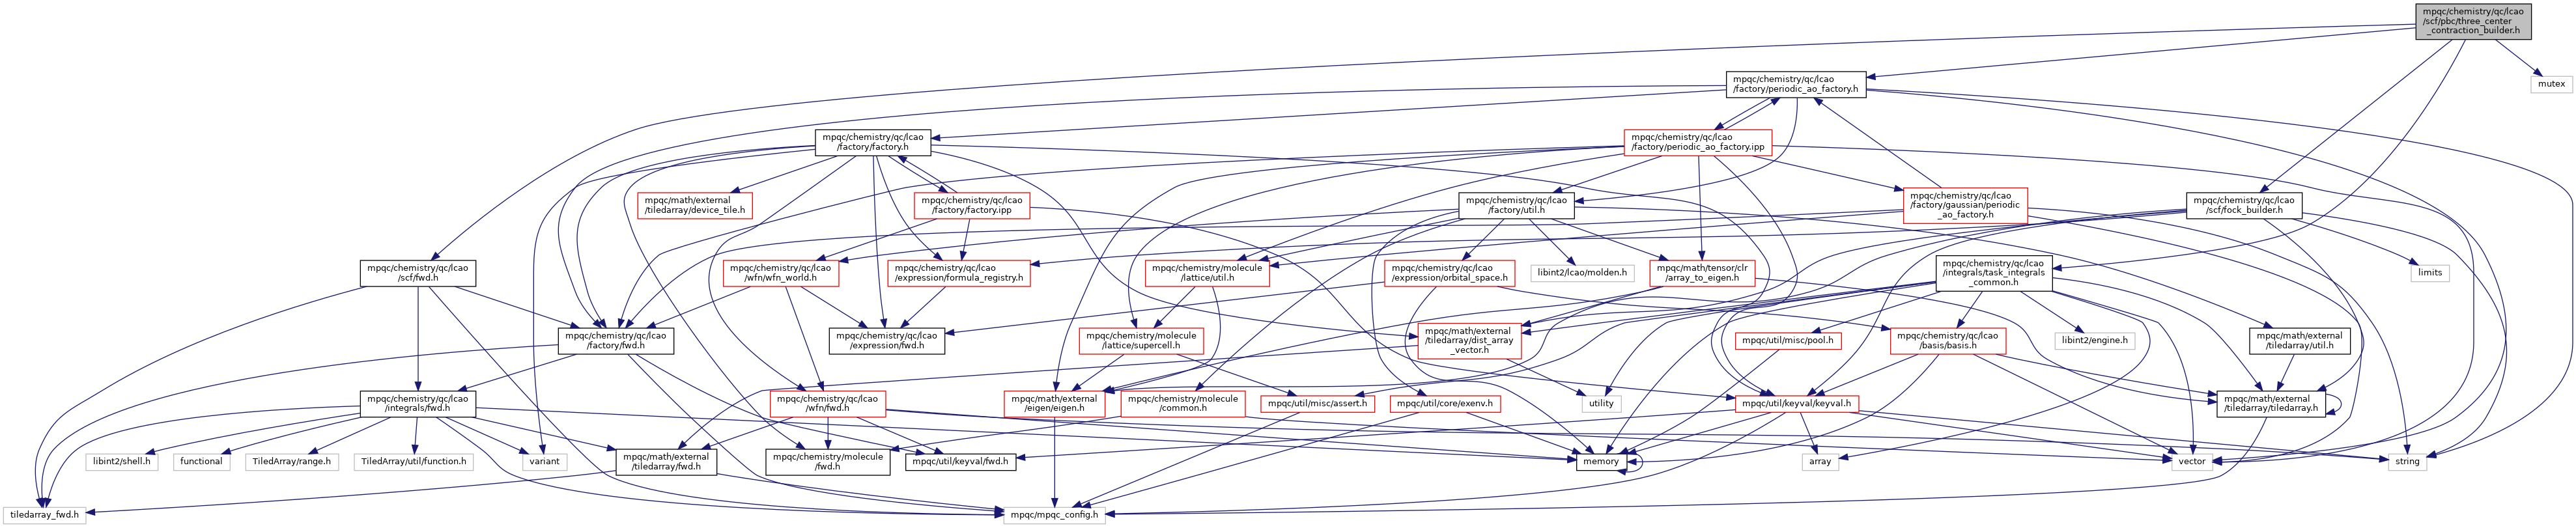 mpqc/chemistry/qc/lcao
/scf/pbc/three_center
_contraction_builder.h
mutex
mpqc/chemistry/qc/lcao
/factory/periodic_ao_factory.h
mpqc/chemistry/qc/lcao
/factory/factory.h
mpqc/chemistry/qc/lcao
/factory/periodic_ao_factory.ipp
mpqc/math/external
/tiledarray/device_tile.h
mpqc/chemistry/qc/lcao
/factory/factory.ipp
mpqc/chemistry/qc/lcao
/factory/util.h
mpqc/chemistry/qc/lcao
/factory/gaussian/periodic
_ao_factory.h
mpqc/chemistry/qc/lcao
/scf/fock_builder.h
mpqc/chemistry/qc/lcao
/scf/fwd.h
mpqc/chemistry/qc/lcao
/wfn/wfn_world.h
mpqc/chemistry/qc/lcao
/expression/formula_registry.h
mpqc/chemistry/molecule
/lattice/util.h
mpqc/chemistry/qc/lcao
/expression/orbital_space.h
libint2/lcao/molden.h
mpqc/math/tensor/clr
/array_to_eigen.h
mpqc/chemistry/qc/lcao
/integrals/task_integrals
_common.h
limits
mpqc/chemistry/qc/lcao
/factory/fwd.h
mpqc/chemistry/qc/lcao
/expression/fwd.h
mpqc/chemistry/molecule
/lattice/supercell.h
mpqc/math/external
/tiledarray/dist_array
_vector.h
mpqc/util/misc/pool.h
mpqc/chemistry/qc/lcao
/basis/basis.h
libint2/engine.h
mpqc/math/external
/tiledarray/util.h
mpqc/chemistry/qc/lcao
/integrals/fwd.h
mpqc/chemistry/qc/lcao
/wfn/fwd.h
mpqc/math/external
/eigen/eigen.h
mpqc/chemistry/molecule
/common.h
mpqc/util/misc/assert.h
mpqc/util/core/exenv.h
utility
mpqc/util/keyval/keyval.h
mpqc/math/external
/tiledarray/tiledarray.h
libint2/shell.h
functional
TiledArray/range.h
TiledArray/util/function.h
variant
mpqc/math/external
/tiledarray/fwd.h
mpqc/chemistry/molecule
/fwd.h
mpqc/util/keyval/fwd.h
memory
array
vector
string
tiledarray_fwd.h
mpqc/mpqc_config.h